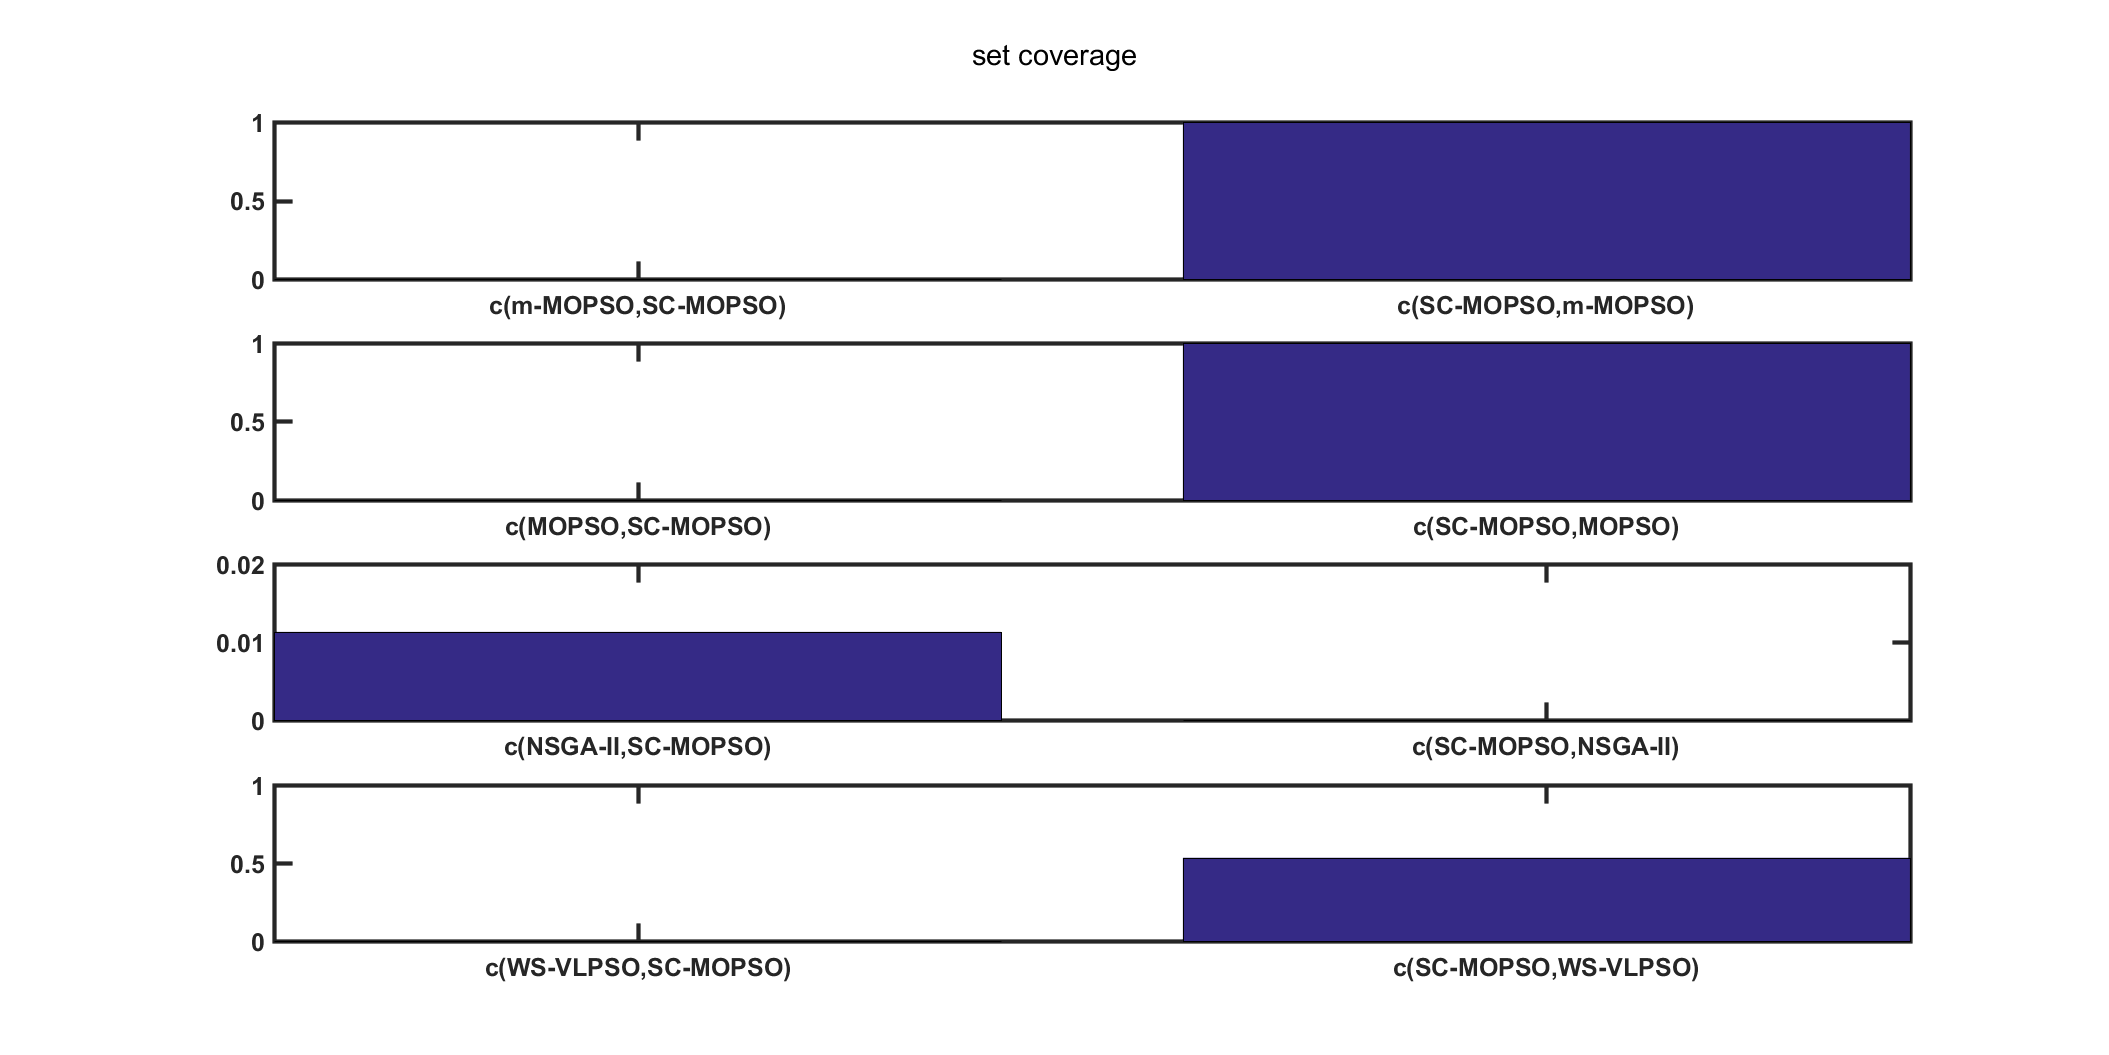 set coverage
1
0.5
0
c(m-MOPSO,SC-MOPSO) c(SC-MOPSO,m-MOPSO)
1
0.5
0
c(MOPSO,SC-MOPSO) c(SC-MOPSO,MOPSO)
0.02
0.01
0
c(NSGA-II,SC-MOPSO) c(SC-MOPSO,NSGA-II)
1
0.5
0
c(WS-VLPSO,SC-MOPSO) c(SC-MOPSO,WS-VLPSO)